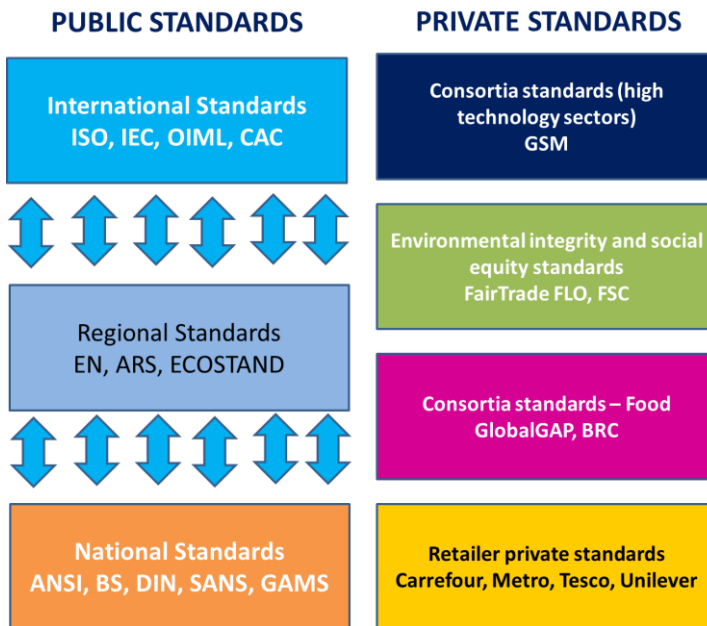 PUBLIC STANDARDS
International Standards
ISO, IEC, OIML, CAC
Regional Standards
EN, ARS, ECOSTAND
National Standards
ANSI, BS, DIN, SANS, GAMS
PRIVATE STANDARDS
Consortia standards (high
technology sectors)
GSM
Environmental integrity and social
equity standards
FairTrade FLO, FSC
Consortia standards – Food
GlobalGAP, BRC
Retailer private standards
Carrefour, Metro, Tesco, Unilever